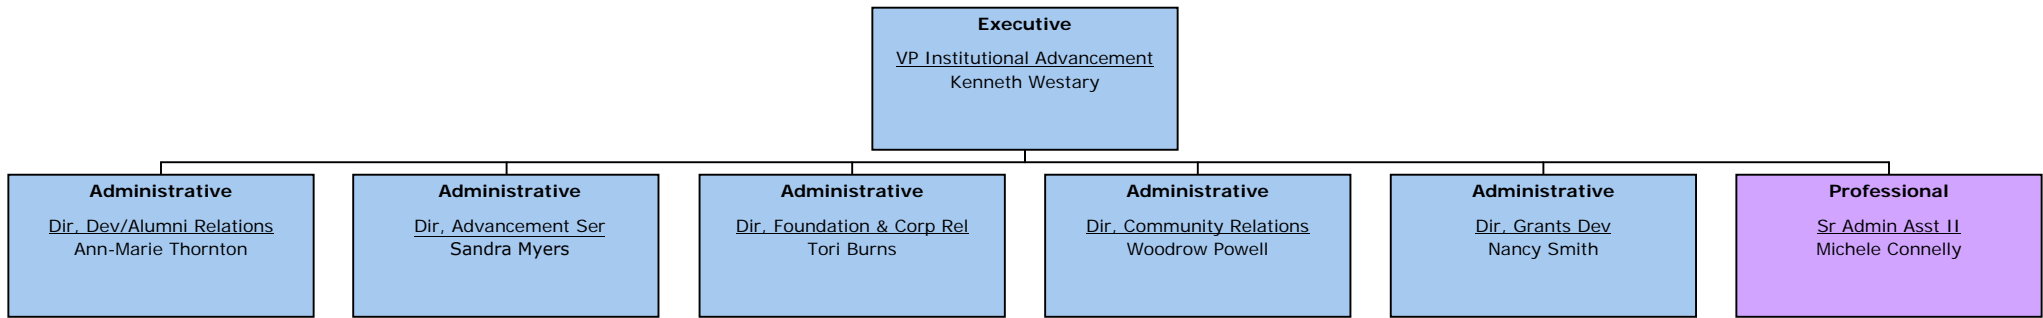 Executive
VP Institutional Advancement
Kenneth Westary
Administrative
Dir, Dev/Alumni Relations
Ann-Marie Thornton
Administrative
Dir, Advancement Ser
Sandra Myers
Administrative
Dir, Foundation & Corp Rel
Tori Burns
Administrative
Dir, Community Relations
Woodrow Powell
Administrative
Dir, Grants Dev
Nancy Smith
Professional
Sr Admin Asst II
Michele Connelly